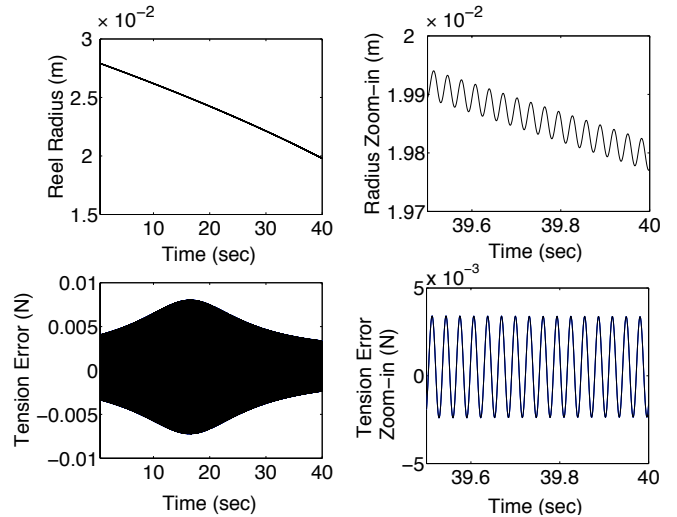 × 10⁻²
3
2.5
2
1.5
Reel Radius (m)
10 20 30 40
Time (sec)
× 10⁻²
2
1.99
1.98
1.97
Radius Zoom−in (m)
39.6 39.8 40
Time (sec)
0.01
0.005
0
−0.005
−0.01
Tension Error (N)
10 20 30 40
Time (sec)
x 10⁻³
5
0
−5
Tension Error
Zoom−in (N)
39.6 39.8 40
Time (sec)